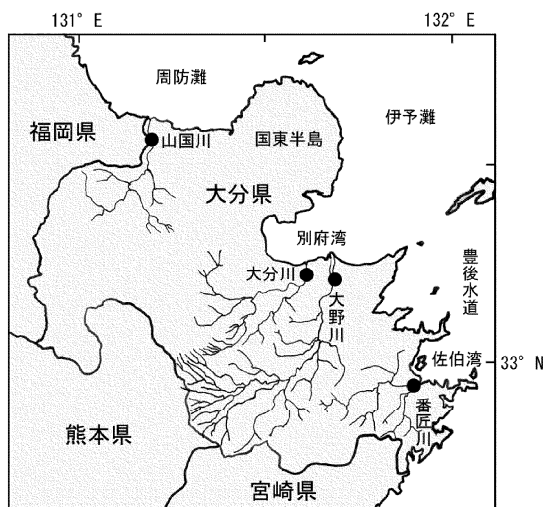 131° E
132° E
周防灘
伊予灘
福岡県
山国川
国東半島
大分県
別府湾
大分川
大野川
豊後水道
佐伯湾
33° N
番匠川
熊本県
宮崎県